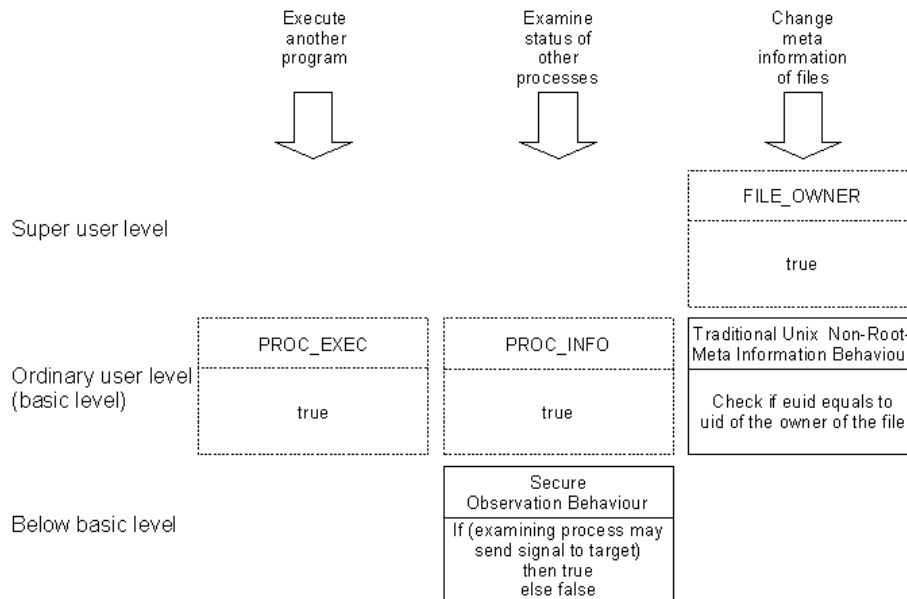 Execute
another
program
Examine
status of
other
processes
Change
meta
information
of files
Super user level
FILE_OWNER
true
Ordinary user level
(basic level)
PROC_EXEC
true
PROC_INFO
true
Traditional Unix Non-Root-
Meta Information Behaviou
Check if euid equals to
uid of the owner of the file
Below basic level
Secure
Observation Behaviour
If (examining process may
send signal to target)
then true
else false